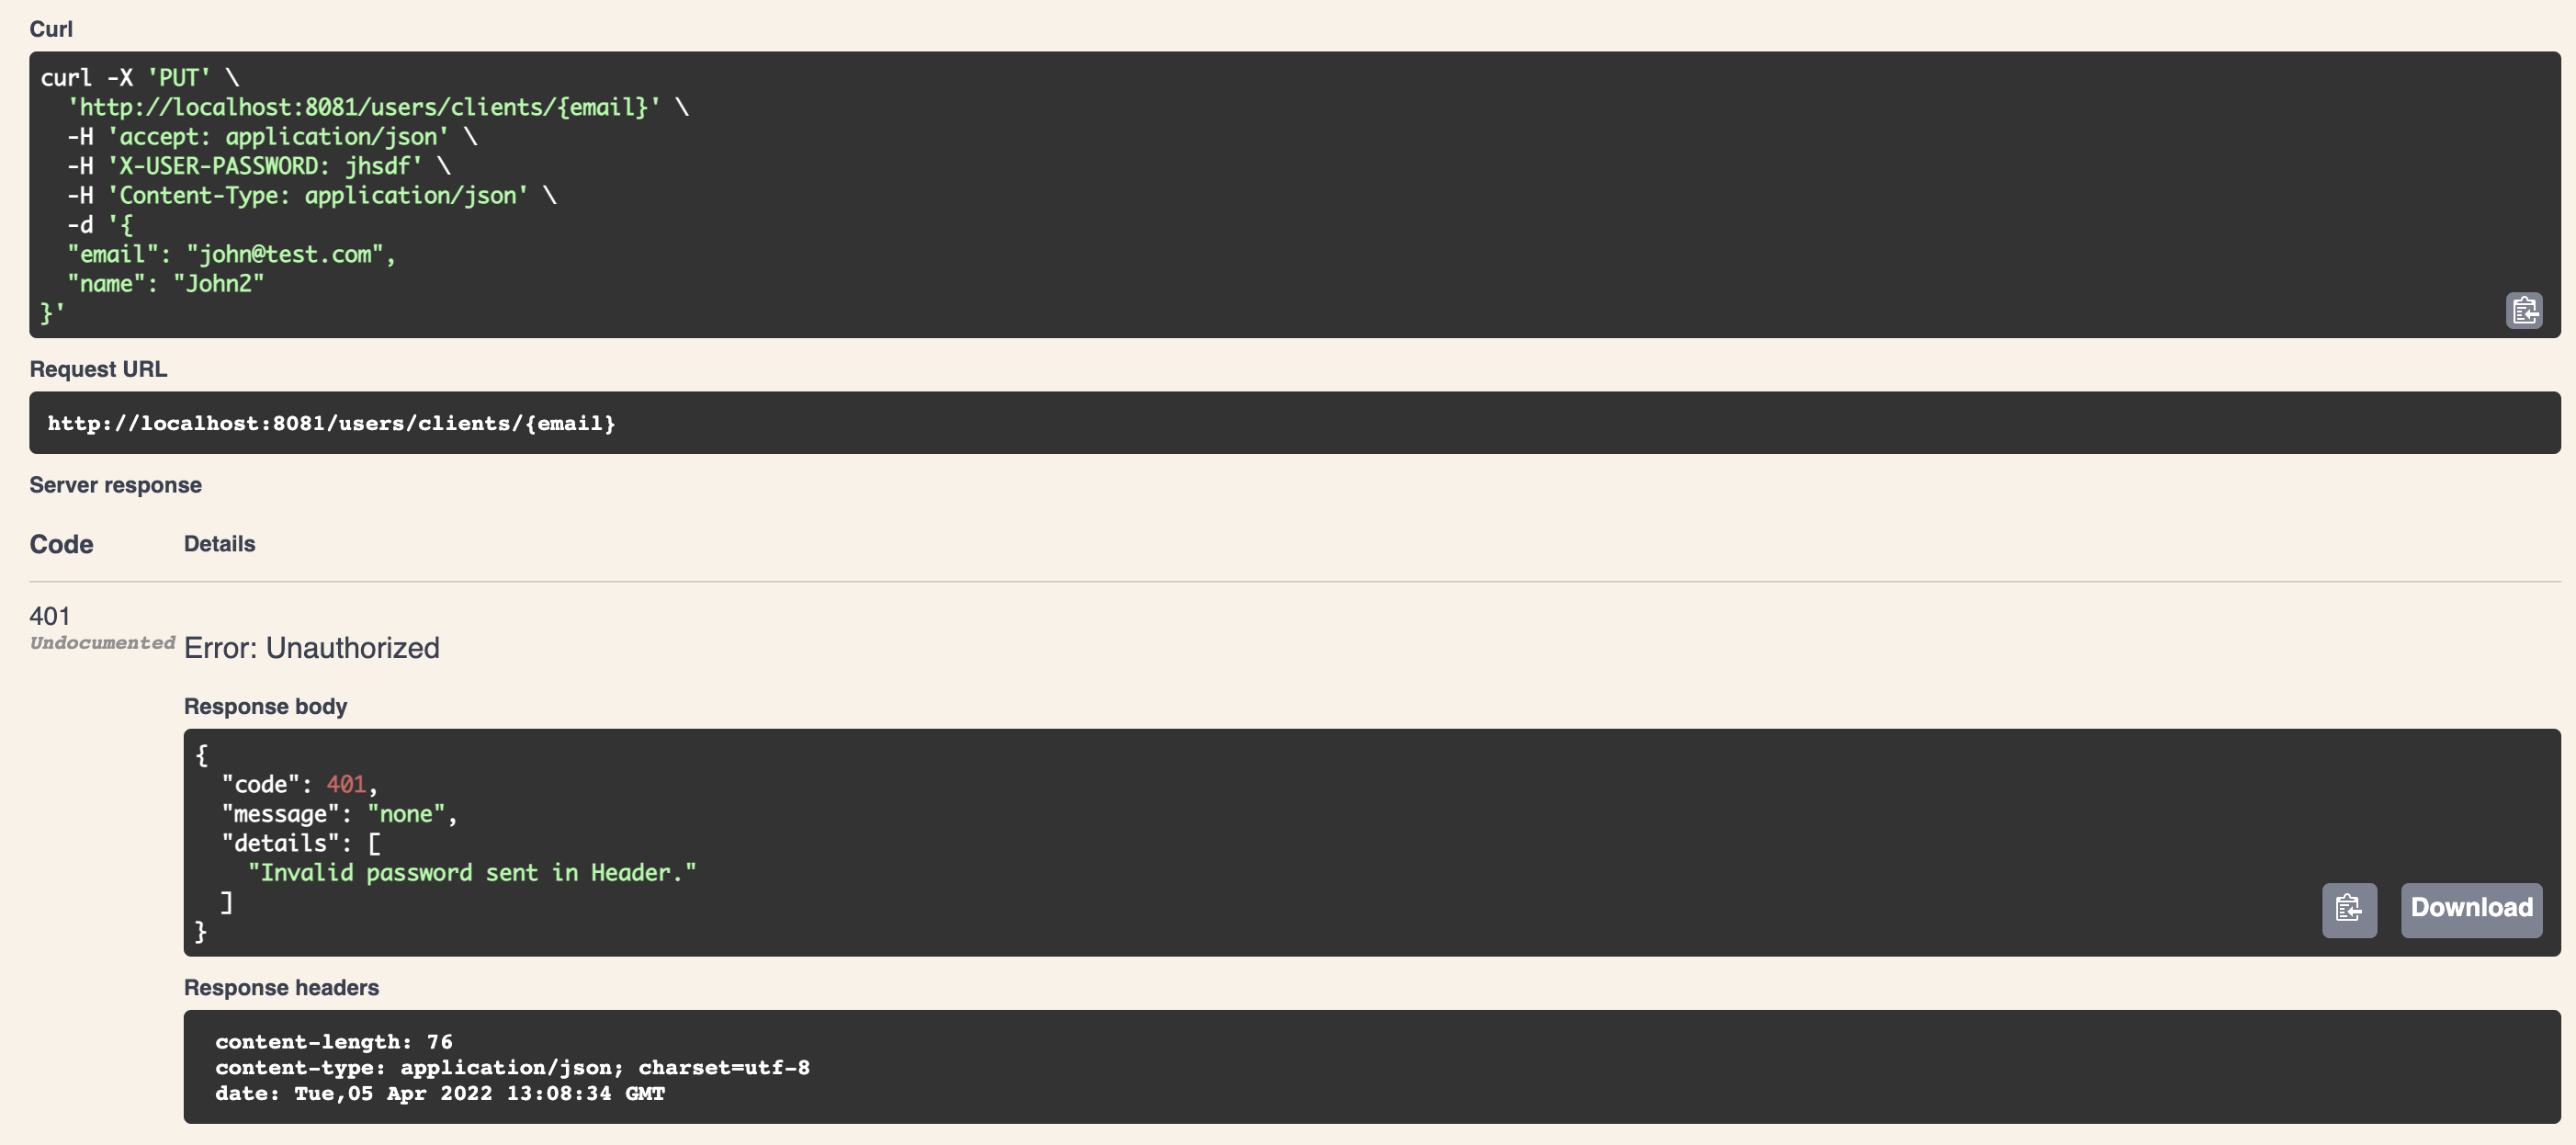 Curl
curl -X 'PUT' \
  'http://localhost:8081/users/clients/{email}' \
  -H 'accept: application/json' \
  -H 'X-USER-PASSWORD: jhsdf' \
  -H 'Content-Type: application/json' \
  -d '{
  "email": "john@test.com",
  "name": "John2"
}'
Request URL
http://localhost:8081/users/clients/{email}
Server response
Code Details
401
Undocumented Error: Unauthorized
Response body
{
  "code": 401,
  "message": "none",
  "details": [
    "Invalid password sent in Header."
  ]
}
Download
Response headers
content-length: 76
content-type: application/json; charset=utf-8
date: Tue,05 Apr 2022 13:08:34 GMT